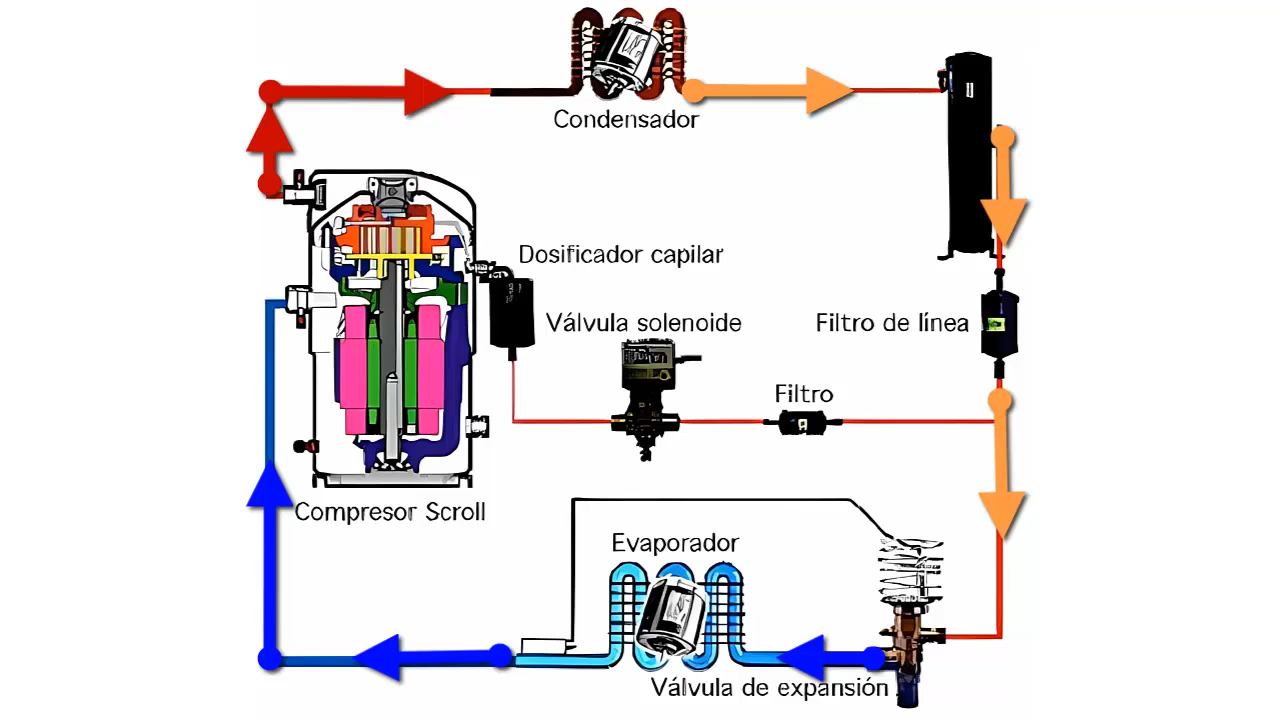 Condensador
Dosificador capilar
Válvula solenoide
Filtro de línea
Filtro
Compresor Scroll
Evaporador
Válvula de expansión